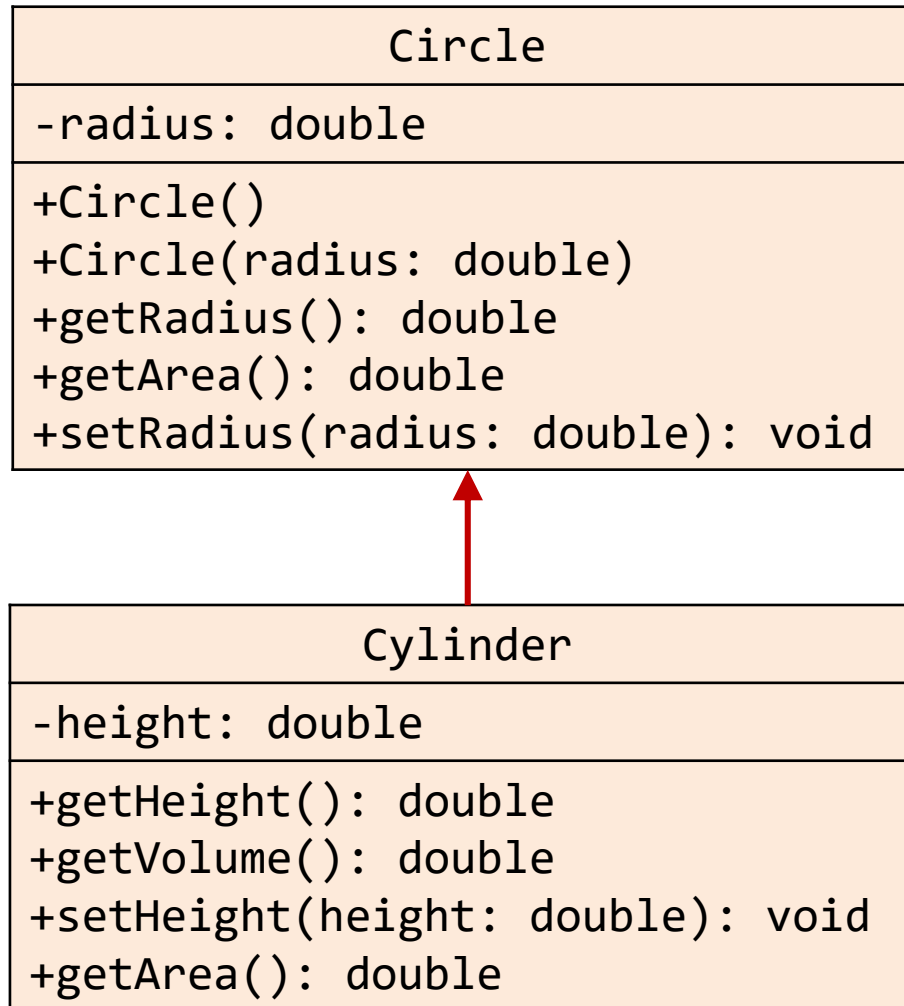 Circle
-radius: double
+Circle()
+Circle(radius: double)
+getRadius(): double
+getArea(): double
+setRadius(radius: double): void
Cylinder
-height: double
+getHeight(): double
+getVolume(): double
+setHeight(height: double): void
+getArea(): double